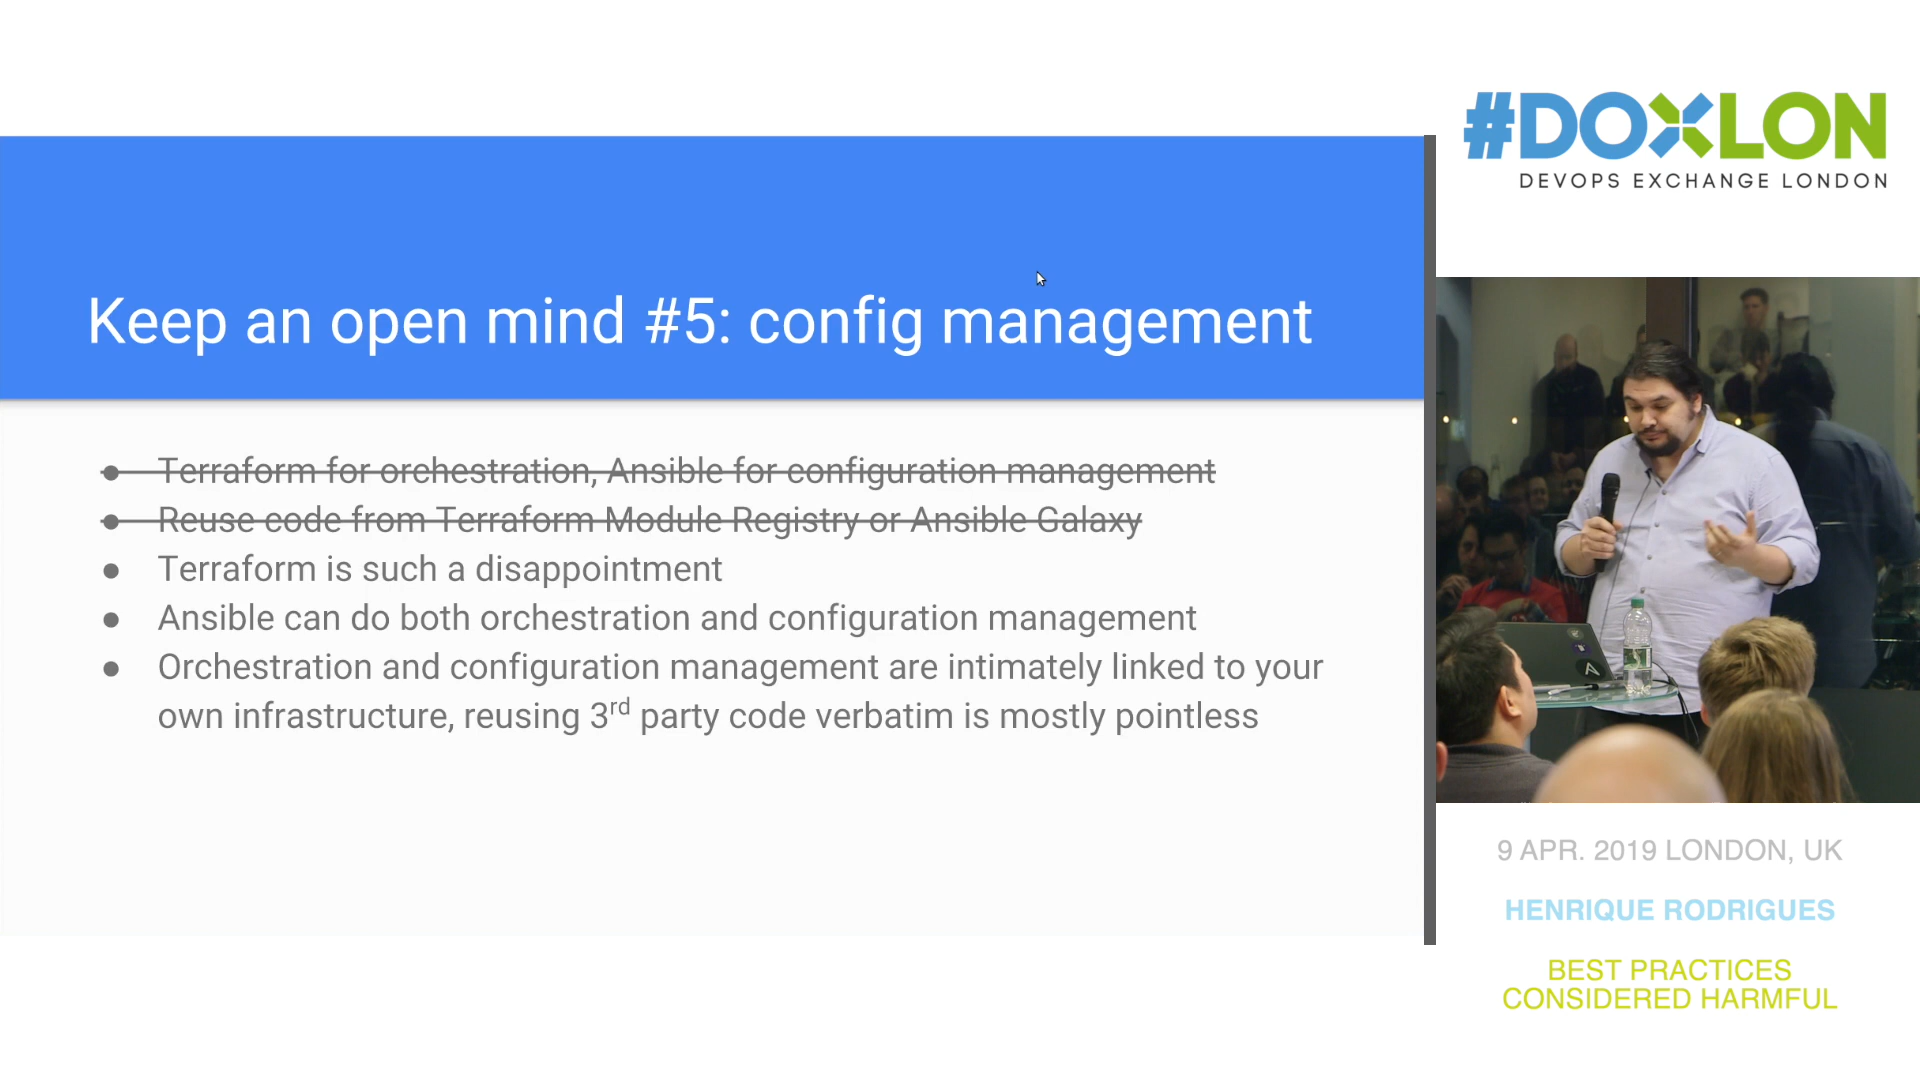 #DOXLON
DEVOPS EXCHANGE LONDON
Keep an open mind #5: config management
● Terraform for orchestration, Ansible for configuration management
● Reuse code from Terraform Module Registry or Ansible Galaxy
● Terraform is such a disappointment
● Ansible can do both orchestration and configuration management
● Orchestration and configuration management are intimately linked to your
own infrastructure, reusing 3rd party code verbatim is mostly pointless
9 APR. 2019 LONDON, UK
HENRIQUE RODRIGUES
BEST PRACTICES
CONSIDERED HARMFUL